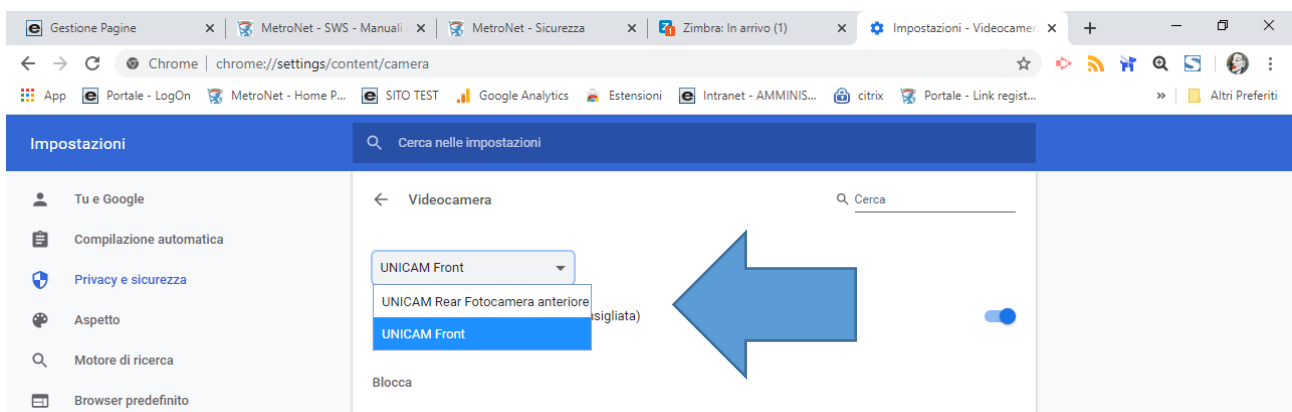 Gestione Pagine
MetroNet - SWS - Manuali
MetroNet - Sicurezza
Zimbra: In arrivo (1)
Impostazioni - Videocamer
Chrome | chrome://settings/content/camera
App
Portale - LogOn
MetroNet - Home P...
SITO TEST
Google Analytics
Estensioni
Intranet - AMMINIS...
citrix
Portale - Link regist...
»
Altri Preferiti
Impostazioni
Cerca nelle impostazioni
Tu e Google
Compilazione automatica
Privacy e sicurezza
Aspetto
Motore di ricerca
Browser predefinito
Videocamera
Cerca
UNICAM Front
UNICAM Rear Fotocamera anteriore
UNICAM Front
nsigliata)
Blocca